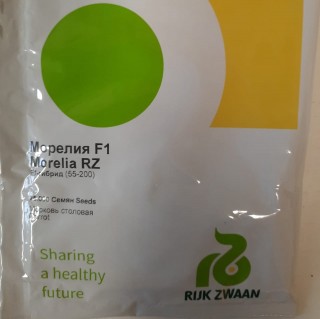 Морелия F1
Morelia RZ
(55-200)
Семян Seeds
столовая
Sharing
a healthy
future
RIJK ZWAAN